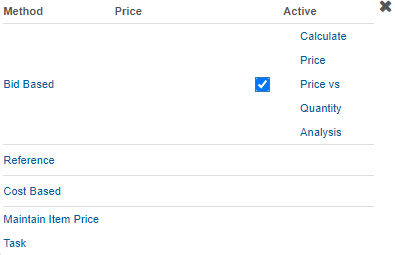 Method Price Active
Calculate
Price
Bid Based Price vs
Quantity
Analysis
Reference
Cost Based
Maintain Item Price
Task